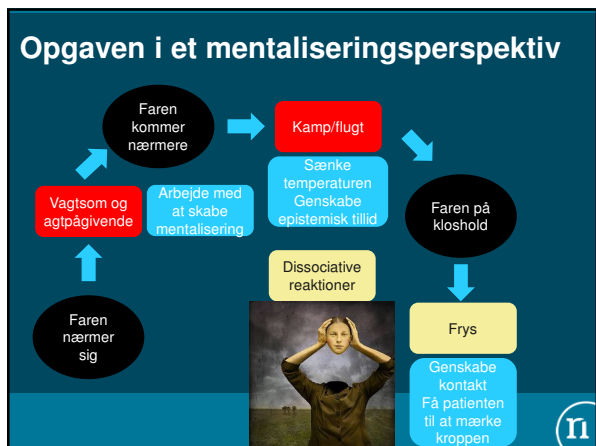 Opgaven i et mentaliseringsperspektiv
Faren
kommer
nærmere
Kamp/flugt
Sænke
temperaturen
Genskabe
epistemisk tillid
Vagtsom og
agtpågivende
Arbejde med
at skabe
mentalisering
Faren på
kloshold
Dissociative
reaktioner
Faren
nærmer
sig
Frys
Genskabe
kontakt
Få patienten
til at mærke
kroppen
n